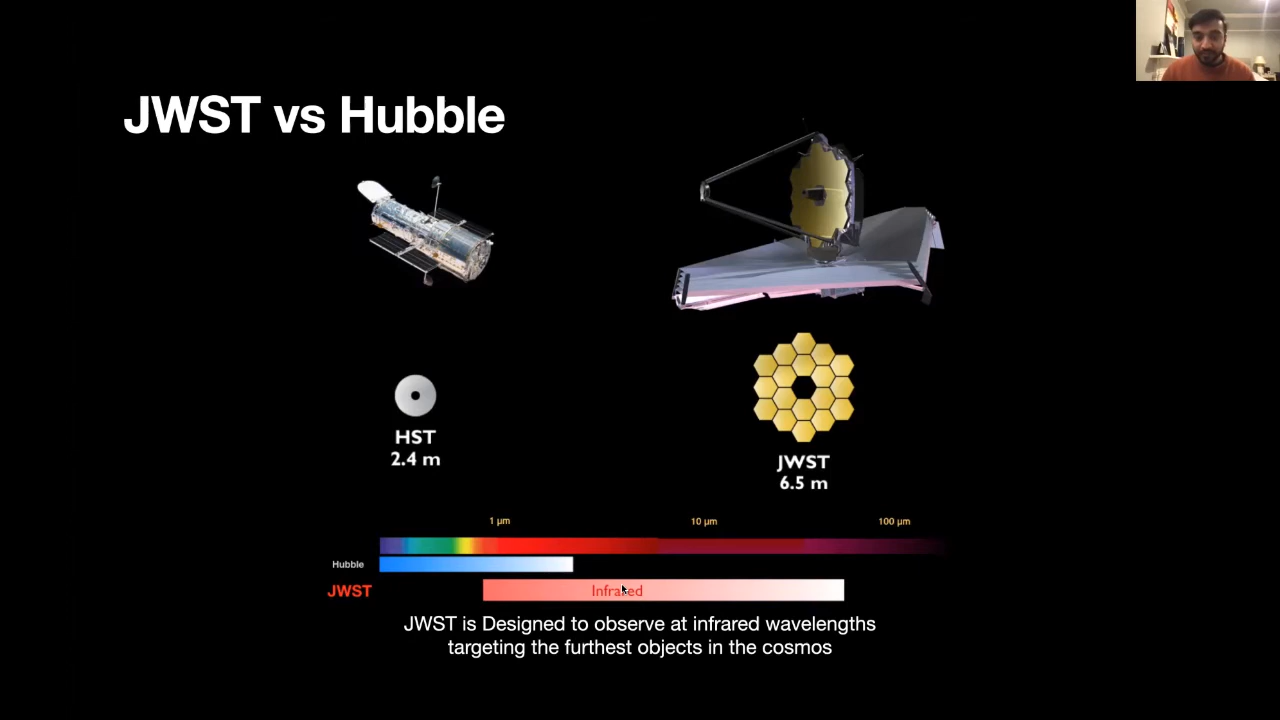 JWST vs Hubble
HST
2.4 m
JWST
6.5 m
1 µm
10 µm
100 µm
Hubble
JWST
Infrared
JWST is Designed to observe at infrared wavelengths
targeting the furthest objects in the cosmos